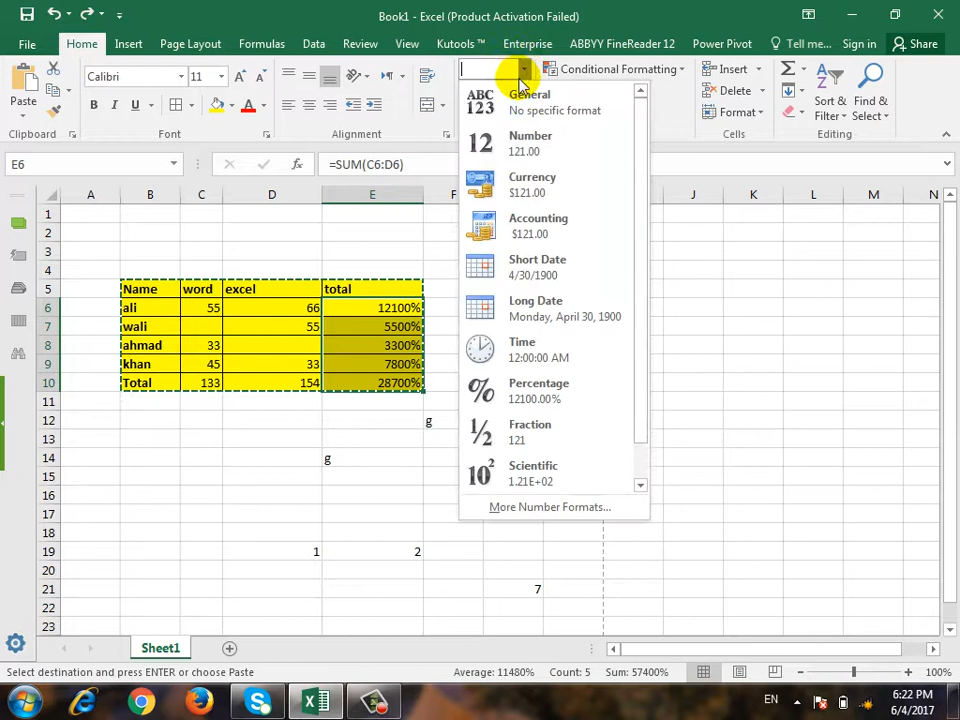 Book1 - Excel (Product Activation Failed)
File Home Insert Page Layout Formulas Data Review View Kutools ™ Enterprise ABBYY FineReader 12 Power Pivot Tell me... Sign in Share
Paste
Calibri 11
B I U A
Conditional Formatting
Insert
Delete
Format
Sort & Filter
Find & Select
Clipboard Font Alignment Cells Editing
E6 fx =SUM(C6:D6)
General
No specific format
Number
121.00
Currency
$121.00
Accounting
$121.00
Short Date
4/30/1900
Long Date
Monday, April 30, 1900
Time
12:00:00 AM
Percentage
12100.00%
Fraction
121
Scientific
1.21E+02
More Number Formats...
A B C D E F J K L M N
1
2
3
4
5 Name word excel total
6 ali 55 66 12100%
7 wali 55 5500%
8 ahmad 33 3300%
9 khan 45 33 7800%
10 Total 133 154 28700%
11
12 g
13
14 g
15
16
17
18
19 1 2
20
21 7
22
23
Sheet1
Select destination and press ENTER or choose Paste Average: 11480% Count: 5 Sum: 57400% 100%
EN 6:22 PM
6/4/2017